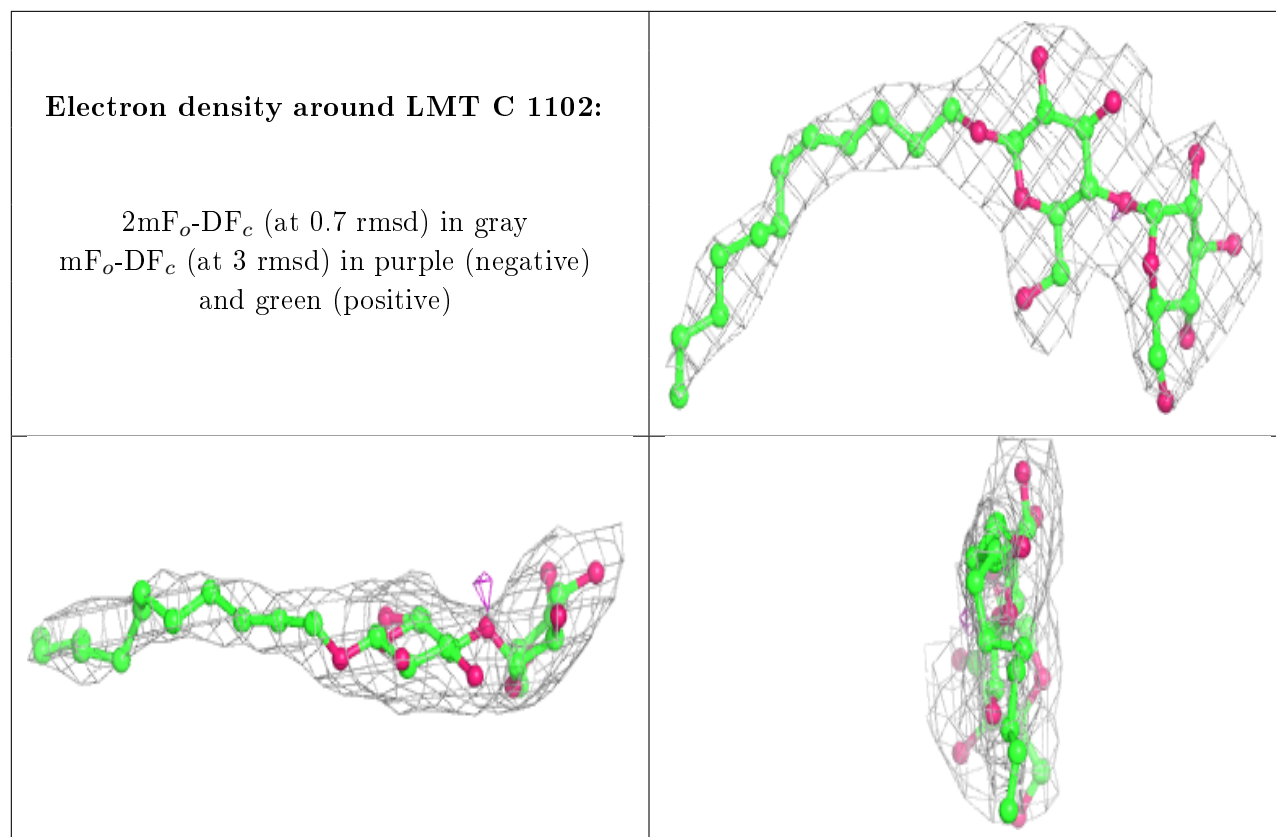 Electron density around LMT C 1102:
2mFₒ-DF𝒸 (at 0.7 rmsd) in gray
mFₒ-DF𝒸 (at 3 rmsd) in purple (negative)
and green (positive)